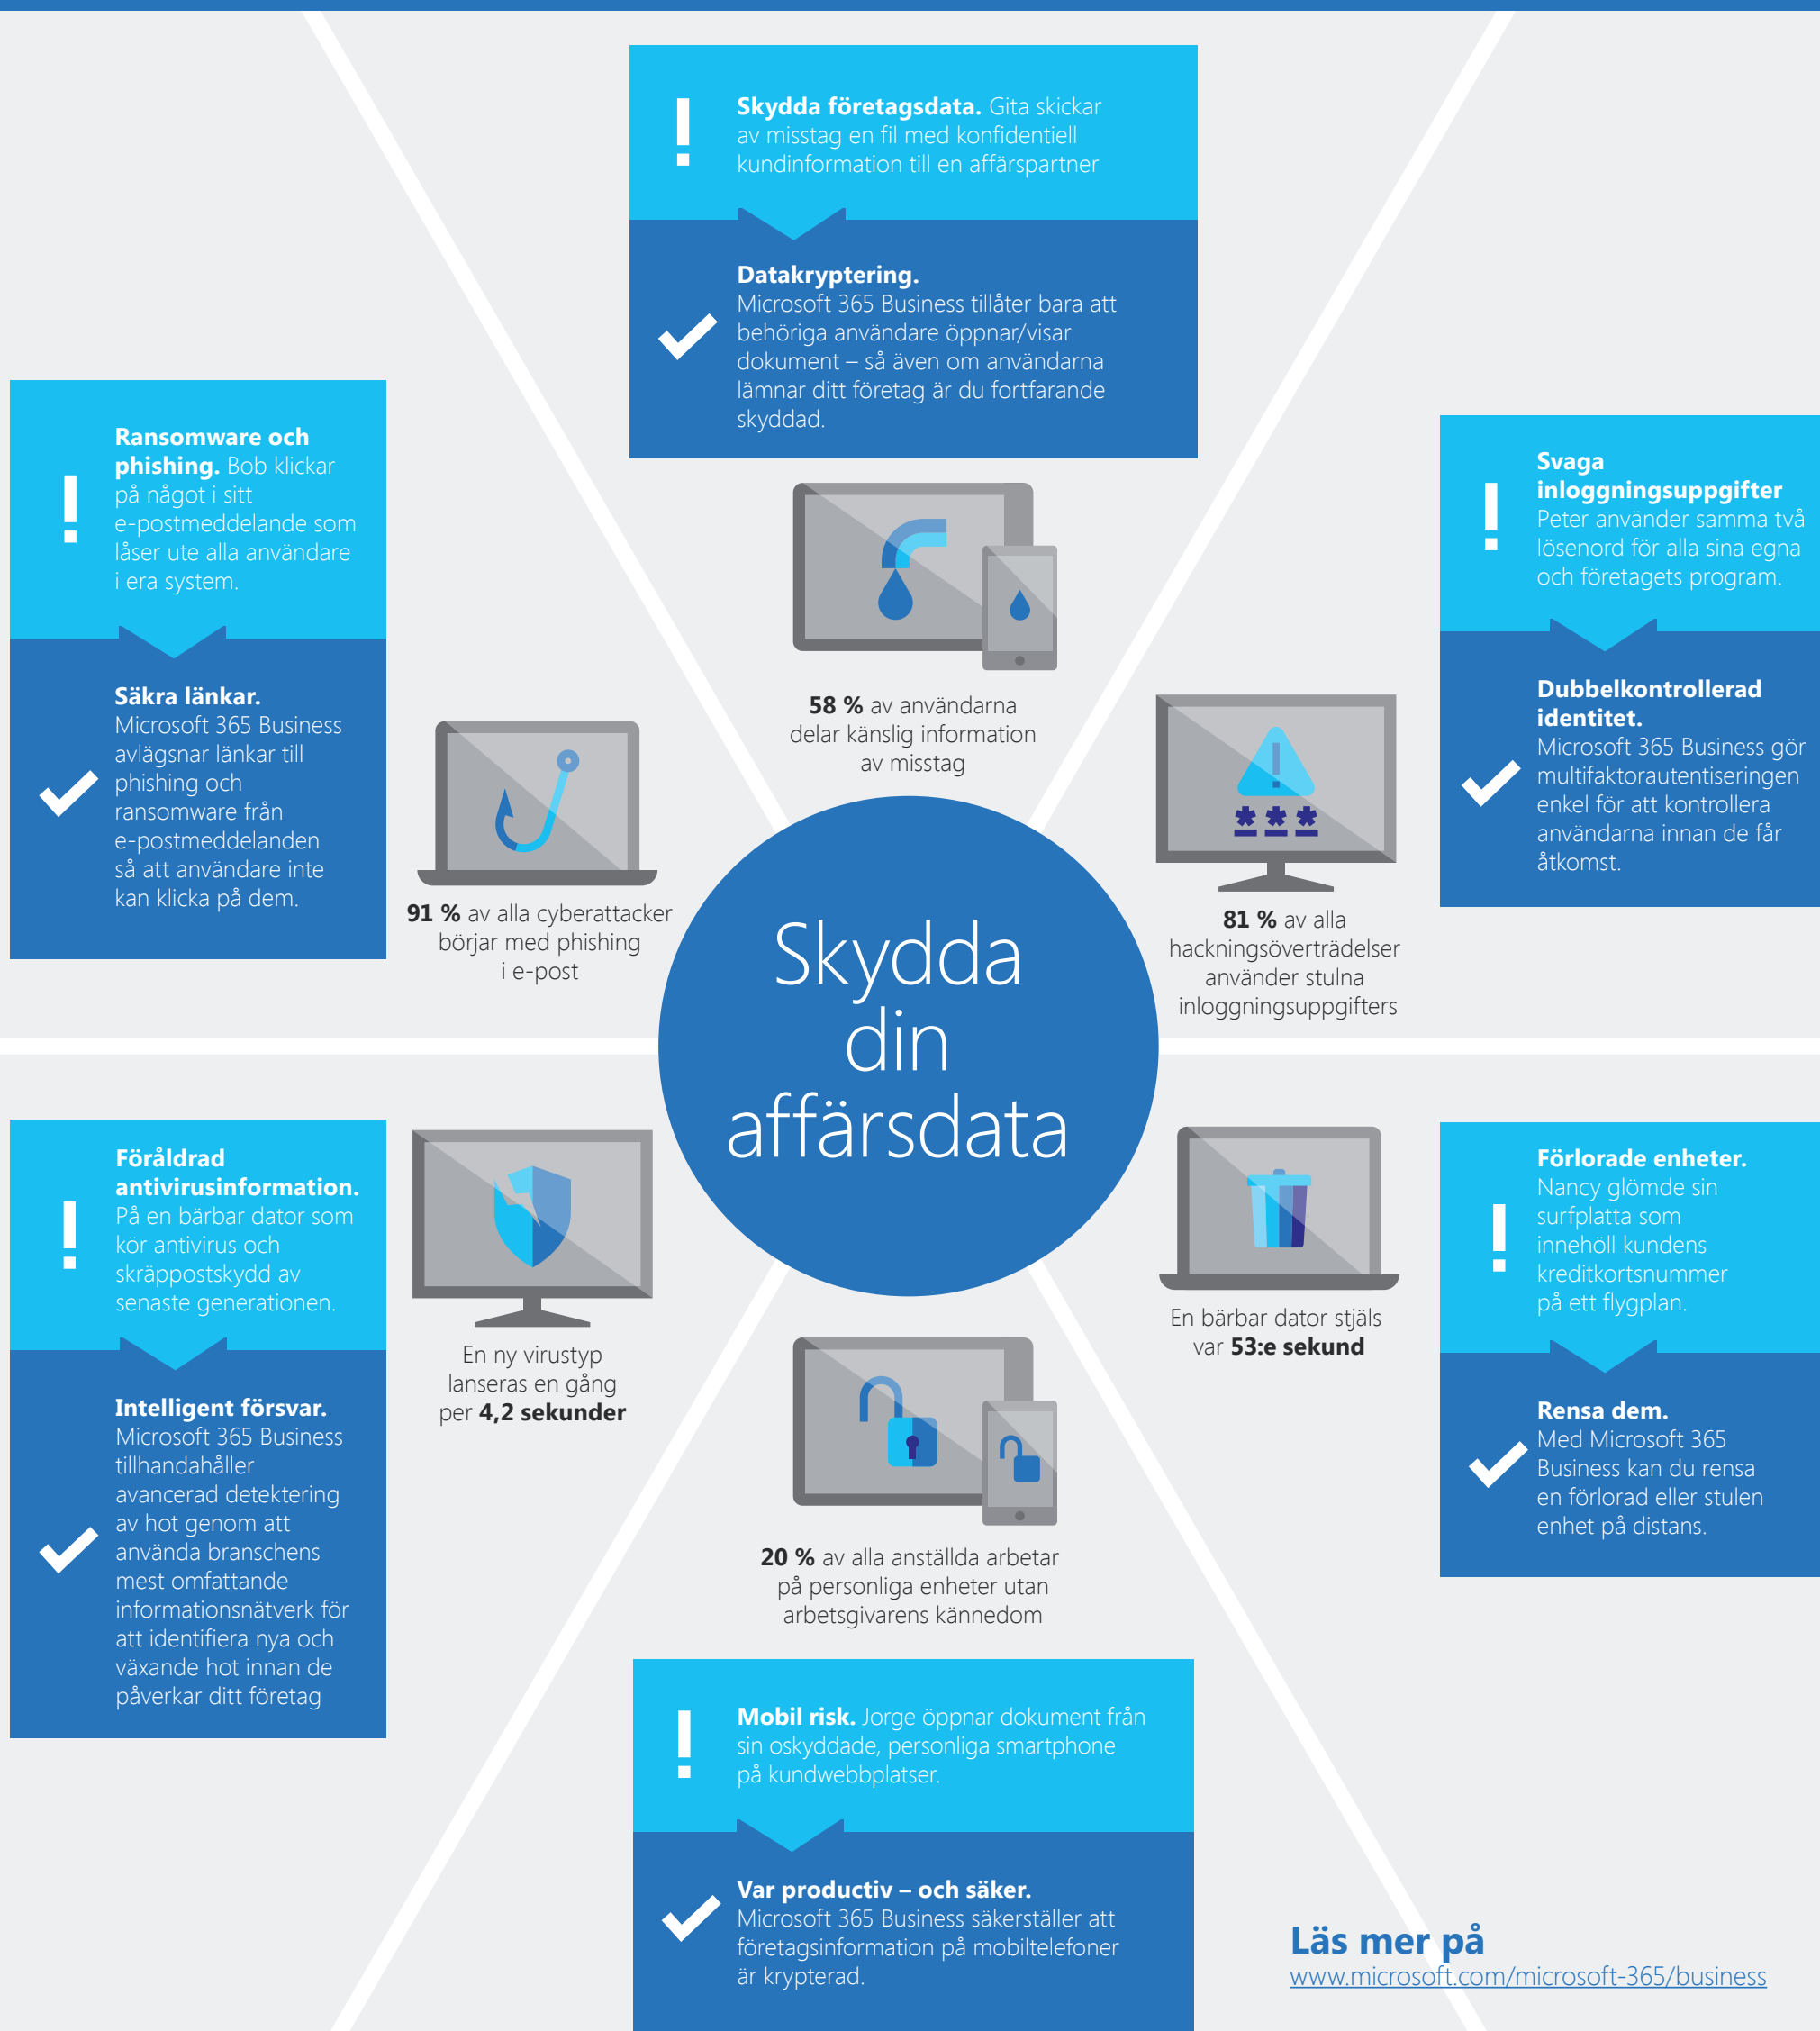 Skydda företagsdata. Gita skickar
av misstag en fil med konfidentiell
kundinformation till en affärspartner
Datakryptering.
Microsoft 365 Business tillåter bara att
behöriga användare öppnar/visar
dokument – så även om användarna
lämnar ditt företag är du fortfarande
skyddad.
58 % av användarna
delar känslig information
av misstag
Ransomware och
phishing. Bob klickar
på något i sitt
e-postmeddelande som
låser ute alla användare
i era system.
Säkra länkar.
Microsoft 365 Business
avlägsnar länkar till
phishing och
ransomware från
e-postmeddelanden
så att användare inte
kan klicka på dem.
91 % av alla cyberattacker
börjar med phishing
i e-post
Svaga
inloggningsuppgifter
Peter använder samma två
lösenord för alla sina egna
och företagets program.
Dubbelkontrollerad
identitet.
Microsoft 365 Business gör
multifaktorautentiseringen
enkel för att kontrollera
användarna innan de får
åtkomst.
81 % av alla
hackningsöverträdelser
använder stulna
inloggningsuppgifters
Skydda
din
affärsdata
Föråldrad
antivirusinformation.
På en bärbar dator som
kör antivirus och
skräppostskydd av
senaste generationen.
Intelligent försvar.
Microsoft 365 Business
tillhandahåller
avancerad detektering
av hot genom att
använda branschens
mest omfattande
informationsnätverk för
att identifiera nya och
växande hot innan de
påverkar ditt företag
En ny virustyp
lanseras en gång
per 4,2 sekunder
En bärbar dator stjäls
var 53:e sekund
Förlorade enheter.
Nancy glömde sin
surfplatta som
innehöll kundens
kreditkortsnummer
på ett flygplan.
Rensa dem.
Med Microsoft 365
Business kan du rensa
en förlorad eller stulen
enhet på distans.
20 % av alla anställda arbetar
på personliga enheter utan
arbetsgivarens kännedom
Mobil risk. Jorge öppnar dokument från
sin oskyddade, personliga smartphone
på kundwebbplatser.
Var productiv – och säker.
Microsoft 365 Business säkerställer att
företagsinformation på mobiltelefoner
är krypterad.
Läs mer på
www.microsoft.com/microsoft-365/business